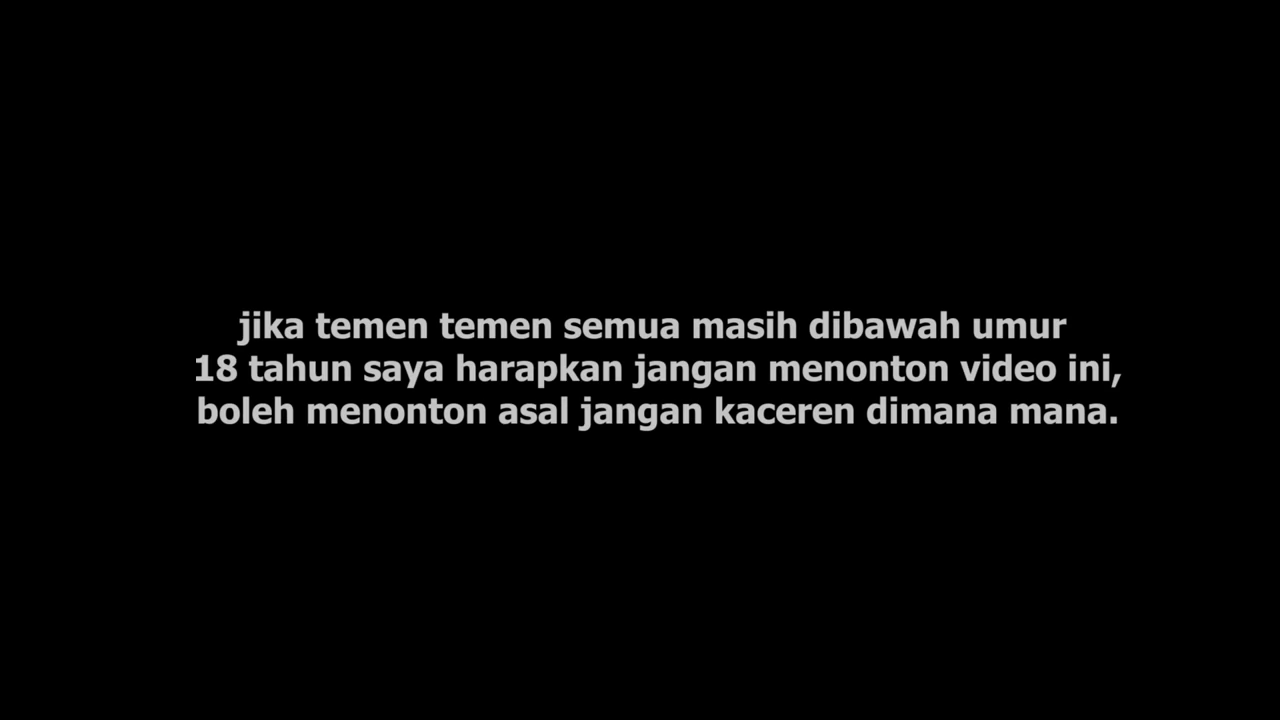 jika temen temen semua masih dibawah umur
18 tahun saya harapkan jangan menonton video ini,
boleh menonton asal jangan kaceren dimana mana.